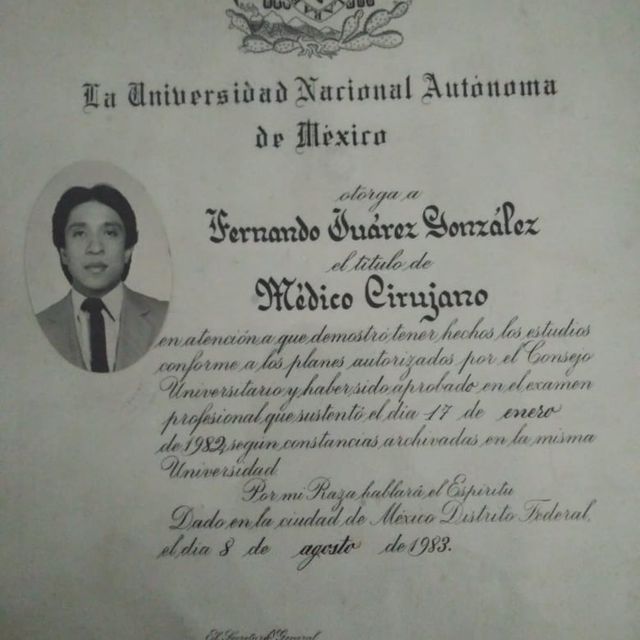 La Universidad Nacional Autónoma
de México
otorga a
Fernando Juárez González
el título de
Médico Cirujano
en atención a que demostró tener hechos los estudios
conforme a los planes autorizados por el Consejo
Universitario y haber sido aprobado en el examen
profesional que sustentó el día 17 de enero
de 1982, según constancias archivadas en la misma
Universidad
Por mi Raza hablará el Espíritu
Dado en la ciudad de México Distrito Federal,
el día 8 de agosto de 1983.
El Secretario General